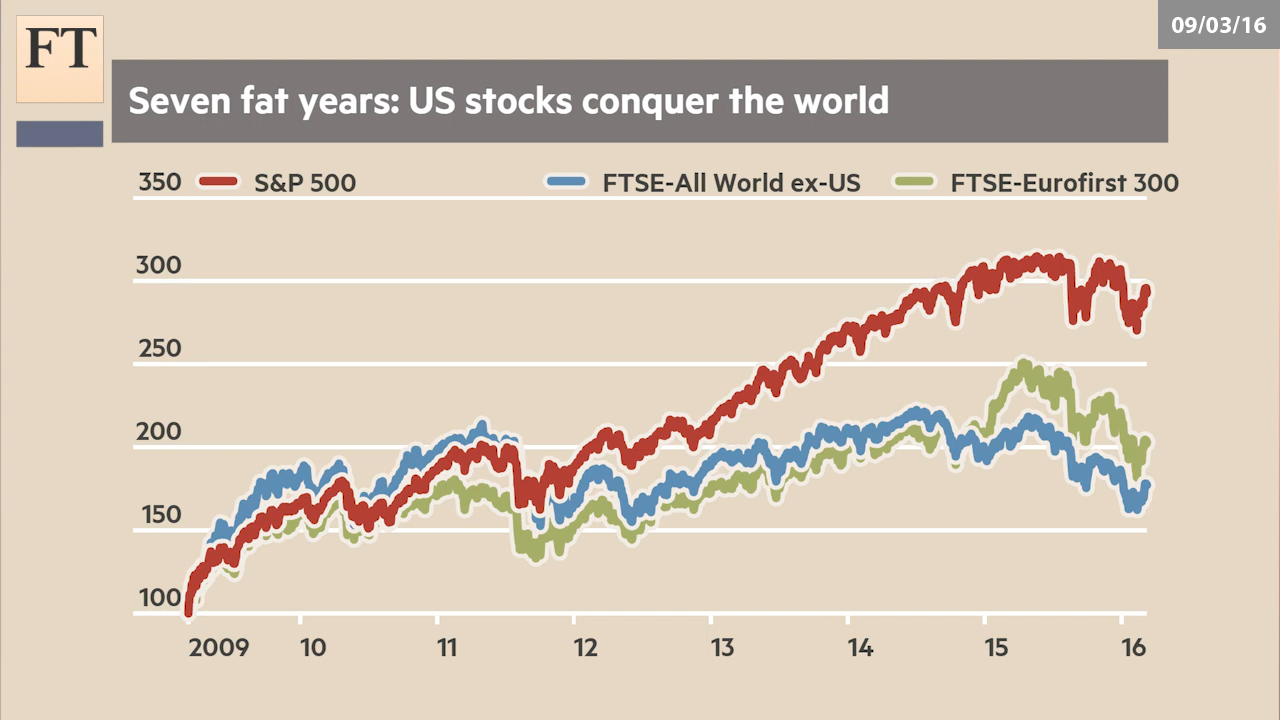 09/03/16
FT
Seven fat years: US stocks conquer the world
350 S&P 500 FTSE-All World ex-US FTSE-Eurofirst 300
300
250
200
150
100
2009 10 11 12 13 14 15 16